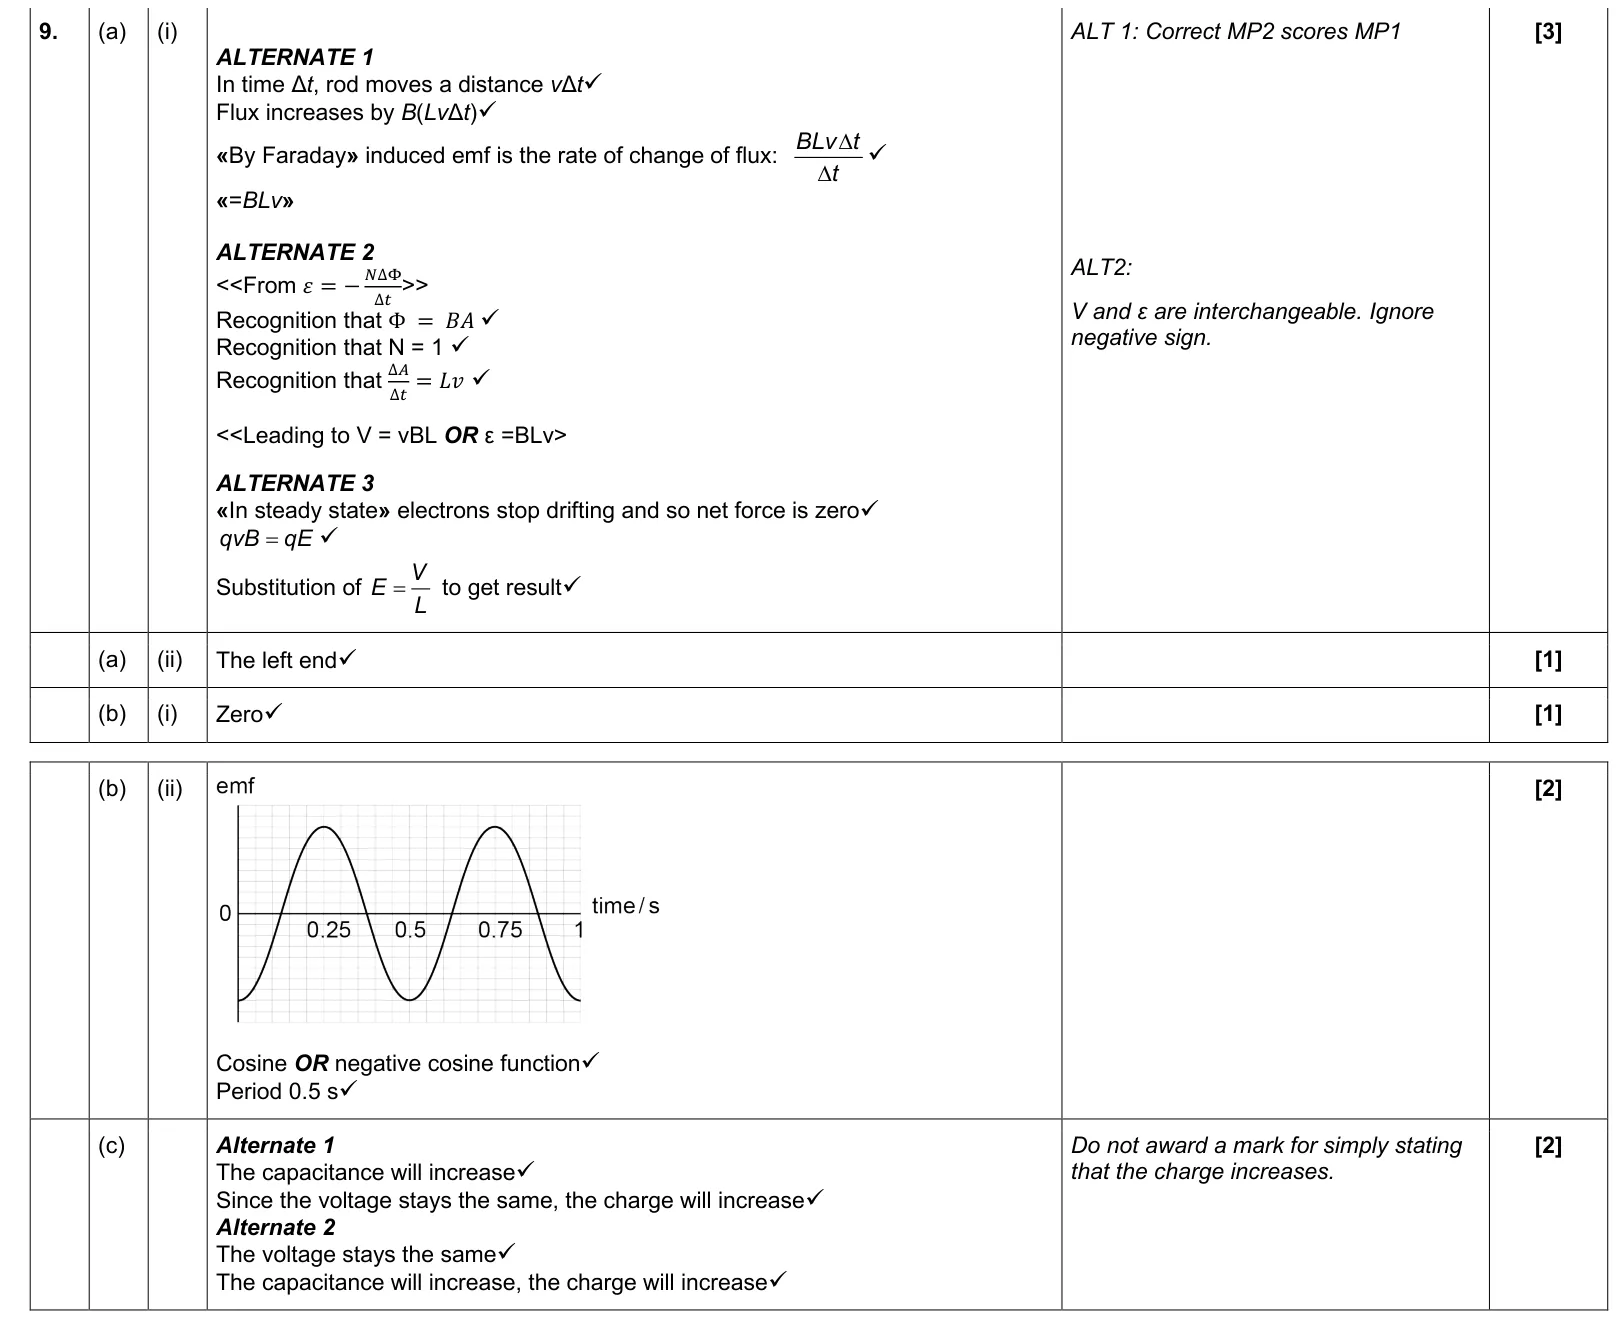 9. (a) (i) ALT 1: Correct MP2 scores MP1 [3]
ALTERNATE 1
In time Δt, rod moves a distance vΔt✓
Flux increases by B(LvΔt)✓
«By Faraday» induced emf is the rate of change of flux: BLvΔt/Δt ✓
«=BLv»
ALTERNATE 2
<<From ε = −NΔΦ/Δt>>
Recognition that Φ = BA ✓
Recognition that N = 1 ✓
Recognition that ΔA/Δt = Lv ✓
<<Leading to V = vBL OR ε =BLv>
ALT2:
V and ε are interchangeable. Ignore
negative sign.
ALTERNATE 3
«In steady state» electrons stop drifting and so net force is zero✓
qvB = qE ✓
Substitution of E = V/L to get result✓
(a) (ii) The left end✓ [1]
(b) (i) Zero✓ [1]
(b) (ii) emf [2]
0
0.25 0.5 0.75 1
time / s
Cosine OR negative cosine function✓
Period 0.5 s✓
(c) Alternate 1 [2]
The capacitance will increase✓
Since the voltage stays the same, the charge will increase✓
Alternate 2
The voltage stays the same✓
The capacitance will increase, the charge will increase✓
Do not award a mark for simply stating
that the charge increases.